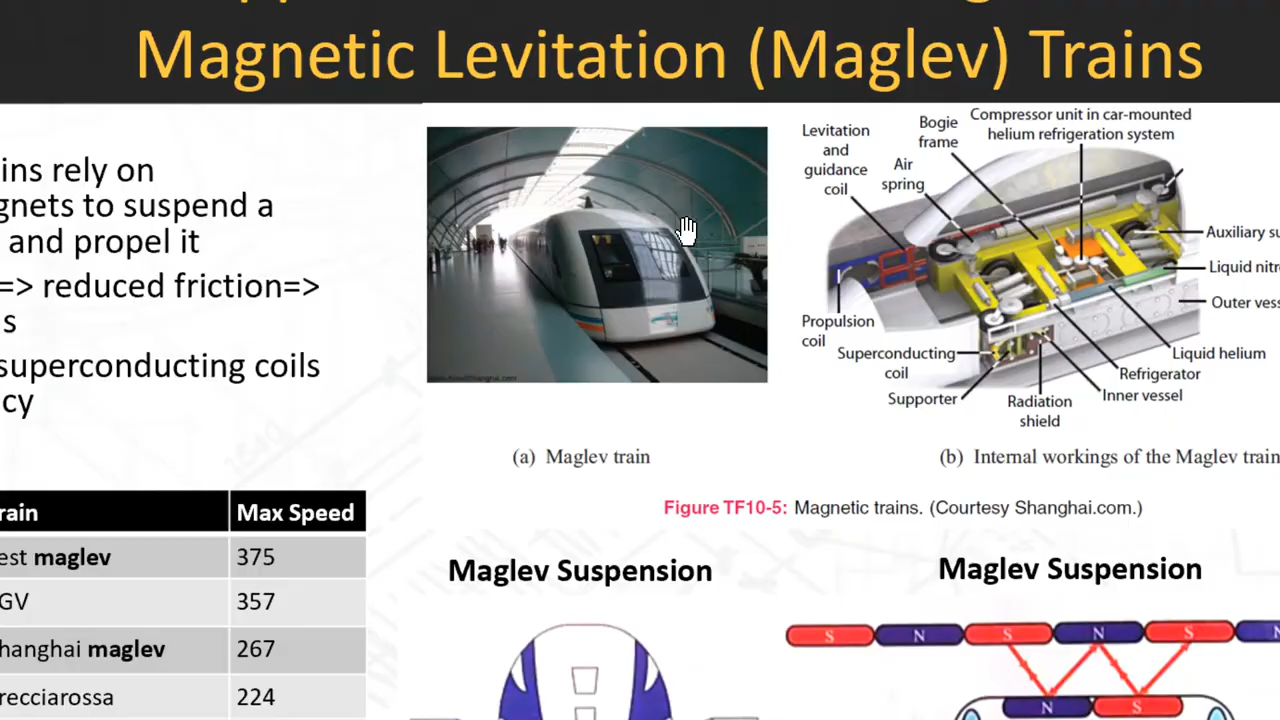 Magnetic Levitation (Maglev) Trains
ins rely on
gnets to suspend a
and propel it
=> reduced friction=>
s
superconducting coils
cy
rain Max Speed
est maglev 375
GV 357
hanghai maglev 267
recciarossa 224
Levitation
and
guidance
coil
Bogie
frame
Air
spring
Compressor unit in car-mounted
helium refrigeration system
Auxiliary su
Liquid nitro
Outer vess
Liquid helium
Refrigerator
Inner vessel
Radiation
shield
Supporter
Superconducting
coil
Propulsion
coil
(a) Maglev train
(b) Internal workings of the Maglev train
Figure TF10-5: Magnetic trains. (Courtesy Shanghai.com.)
Maglev Suspension
Maglev Suspension
S N S N S N
N S